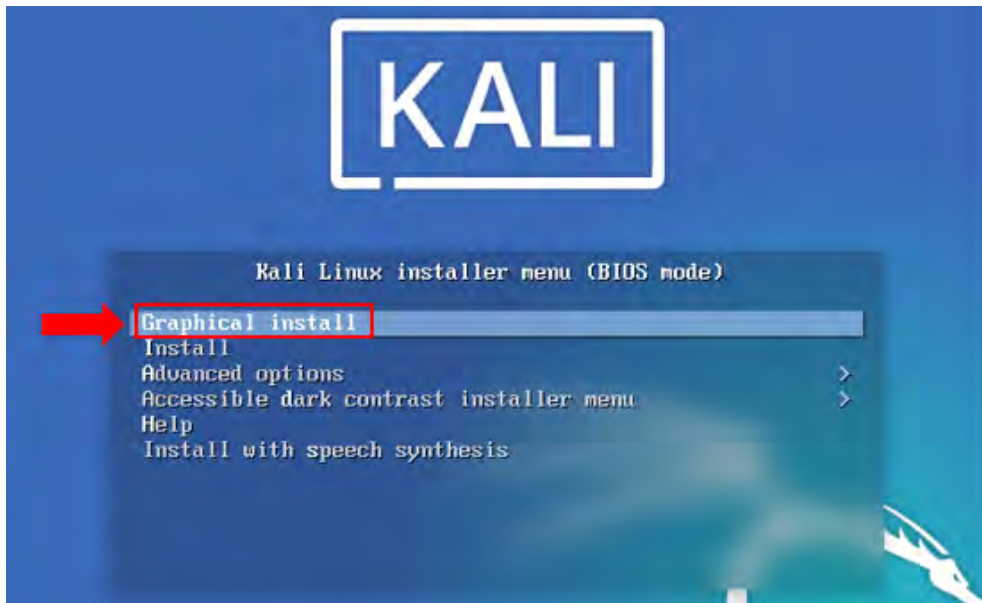 KALI
Kali Linux installer menu (BIOS mode)
Graphical install
Install
Advanced options >
Accessible dark contrast installer menu >
Help
Install with speech synthesis